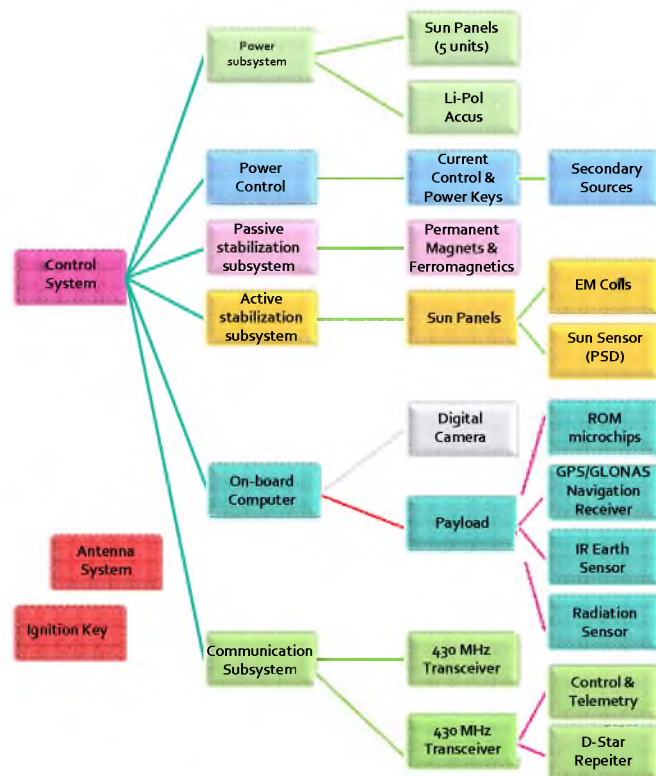 Power
subsystem
Sun Panels
(5 units)
Li-Pol
Accus
Power
Control
Current
Control &
Power Keys
Secondary
Sources
Control
System
Passive
stabilization
subsystem
Permanent
Magnets &
Ferromagnetics
Active
stabilization
subsystem
Sun Panels
EM Coils
Sun Sensor
(PSD)
On-board
Computer
Digital
Camera
Payload
ROM
microchips
GPS/GLONAS
Navigation
Receiver
IR Earth
Sensor
Radiation
Sensor
Antenna
System
Ignition Key
Communication
Subsystem
430 MHz
Transceiver
430 MHz
Transceiver
Control &
Telemetry
D-Star
Repeiter